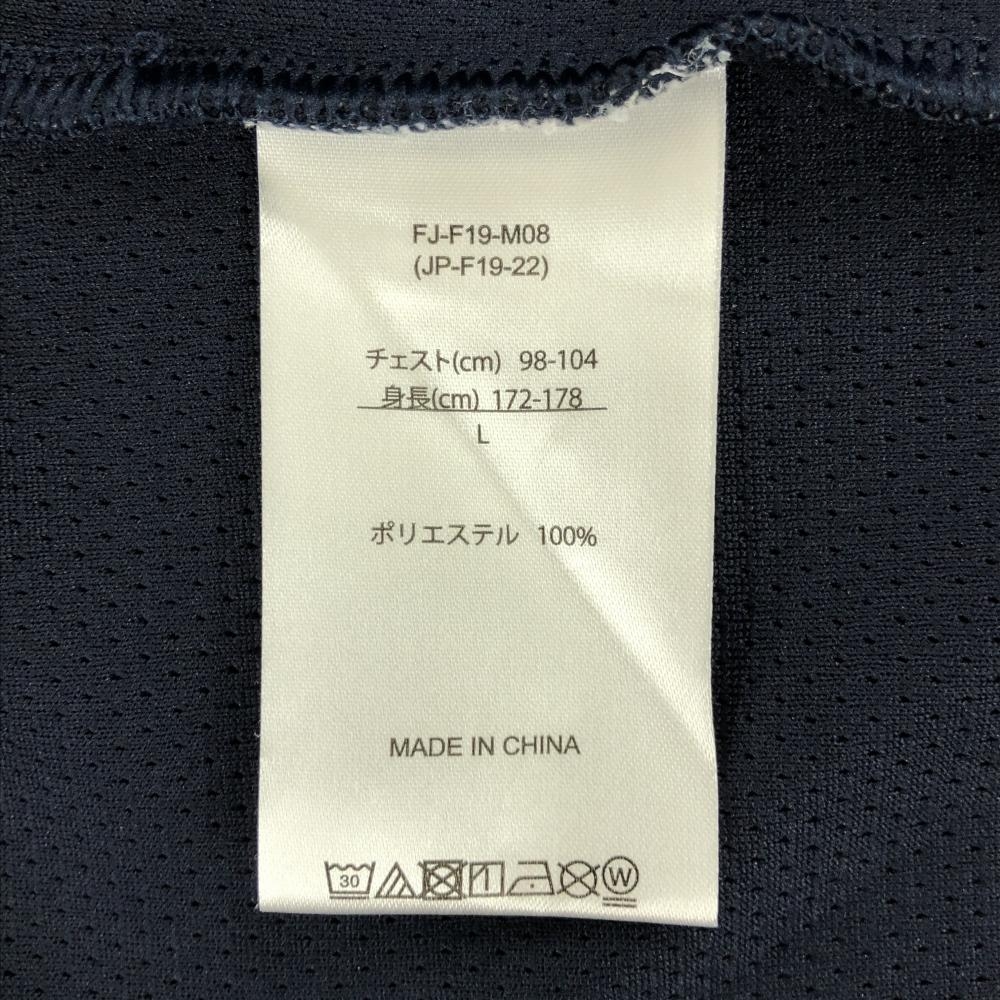 FJ-F19-M08
(JP-F19-22)
チェスト(cm) 98-104
身長(cm) 172-178
L
ポリエステル 100%
MADE IN CHINA
30 W